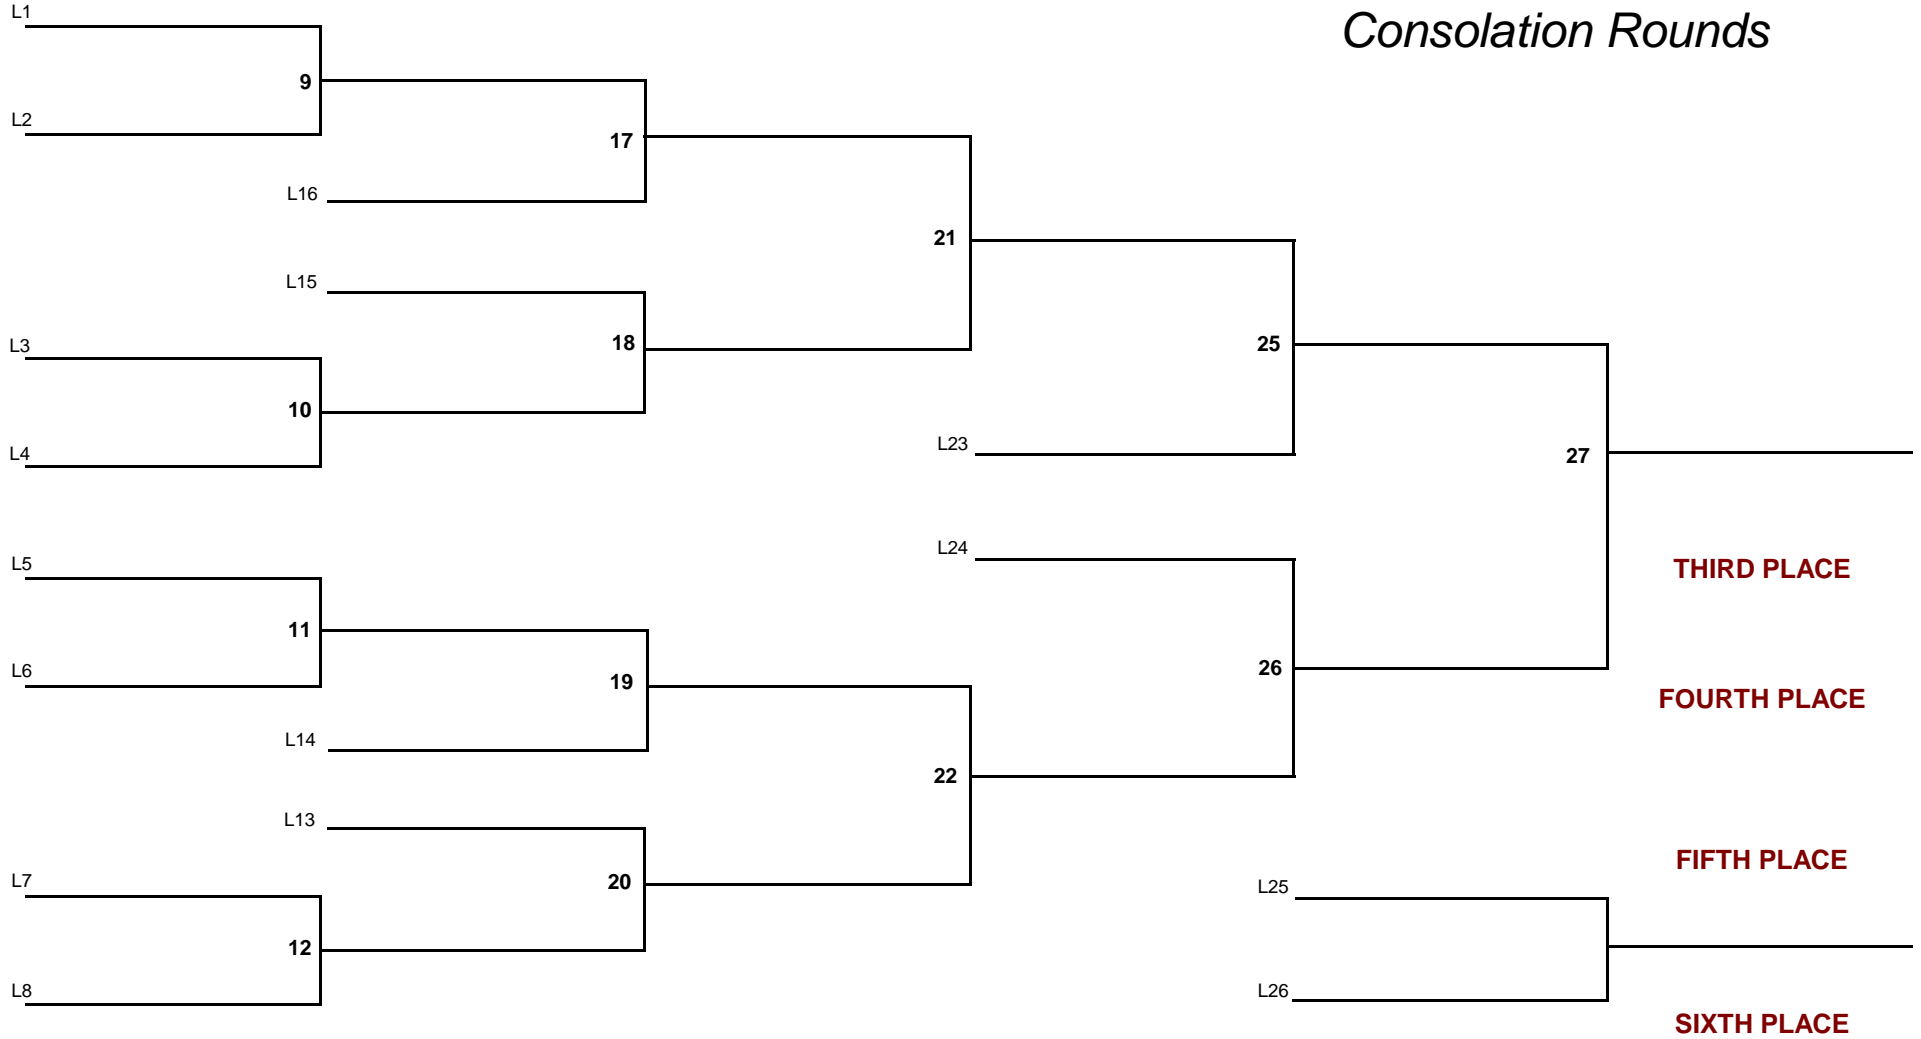 L1
Consolation Rounds
9
L2
17
L16
21
L15
L3
18
25
10
L4
L23
27
L24
L5
THIRD PLACE
11
L6
19
26
FOURTH PLACE
L14
22
L13
FIFTH PLACE
L7
20
L25
12
L8
L26
SIXTH PLACE